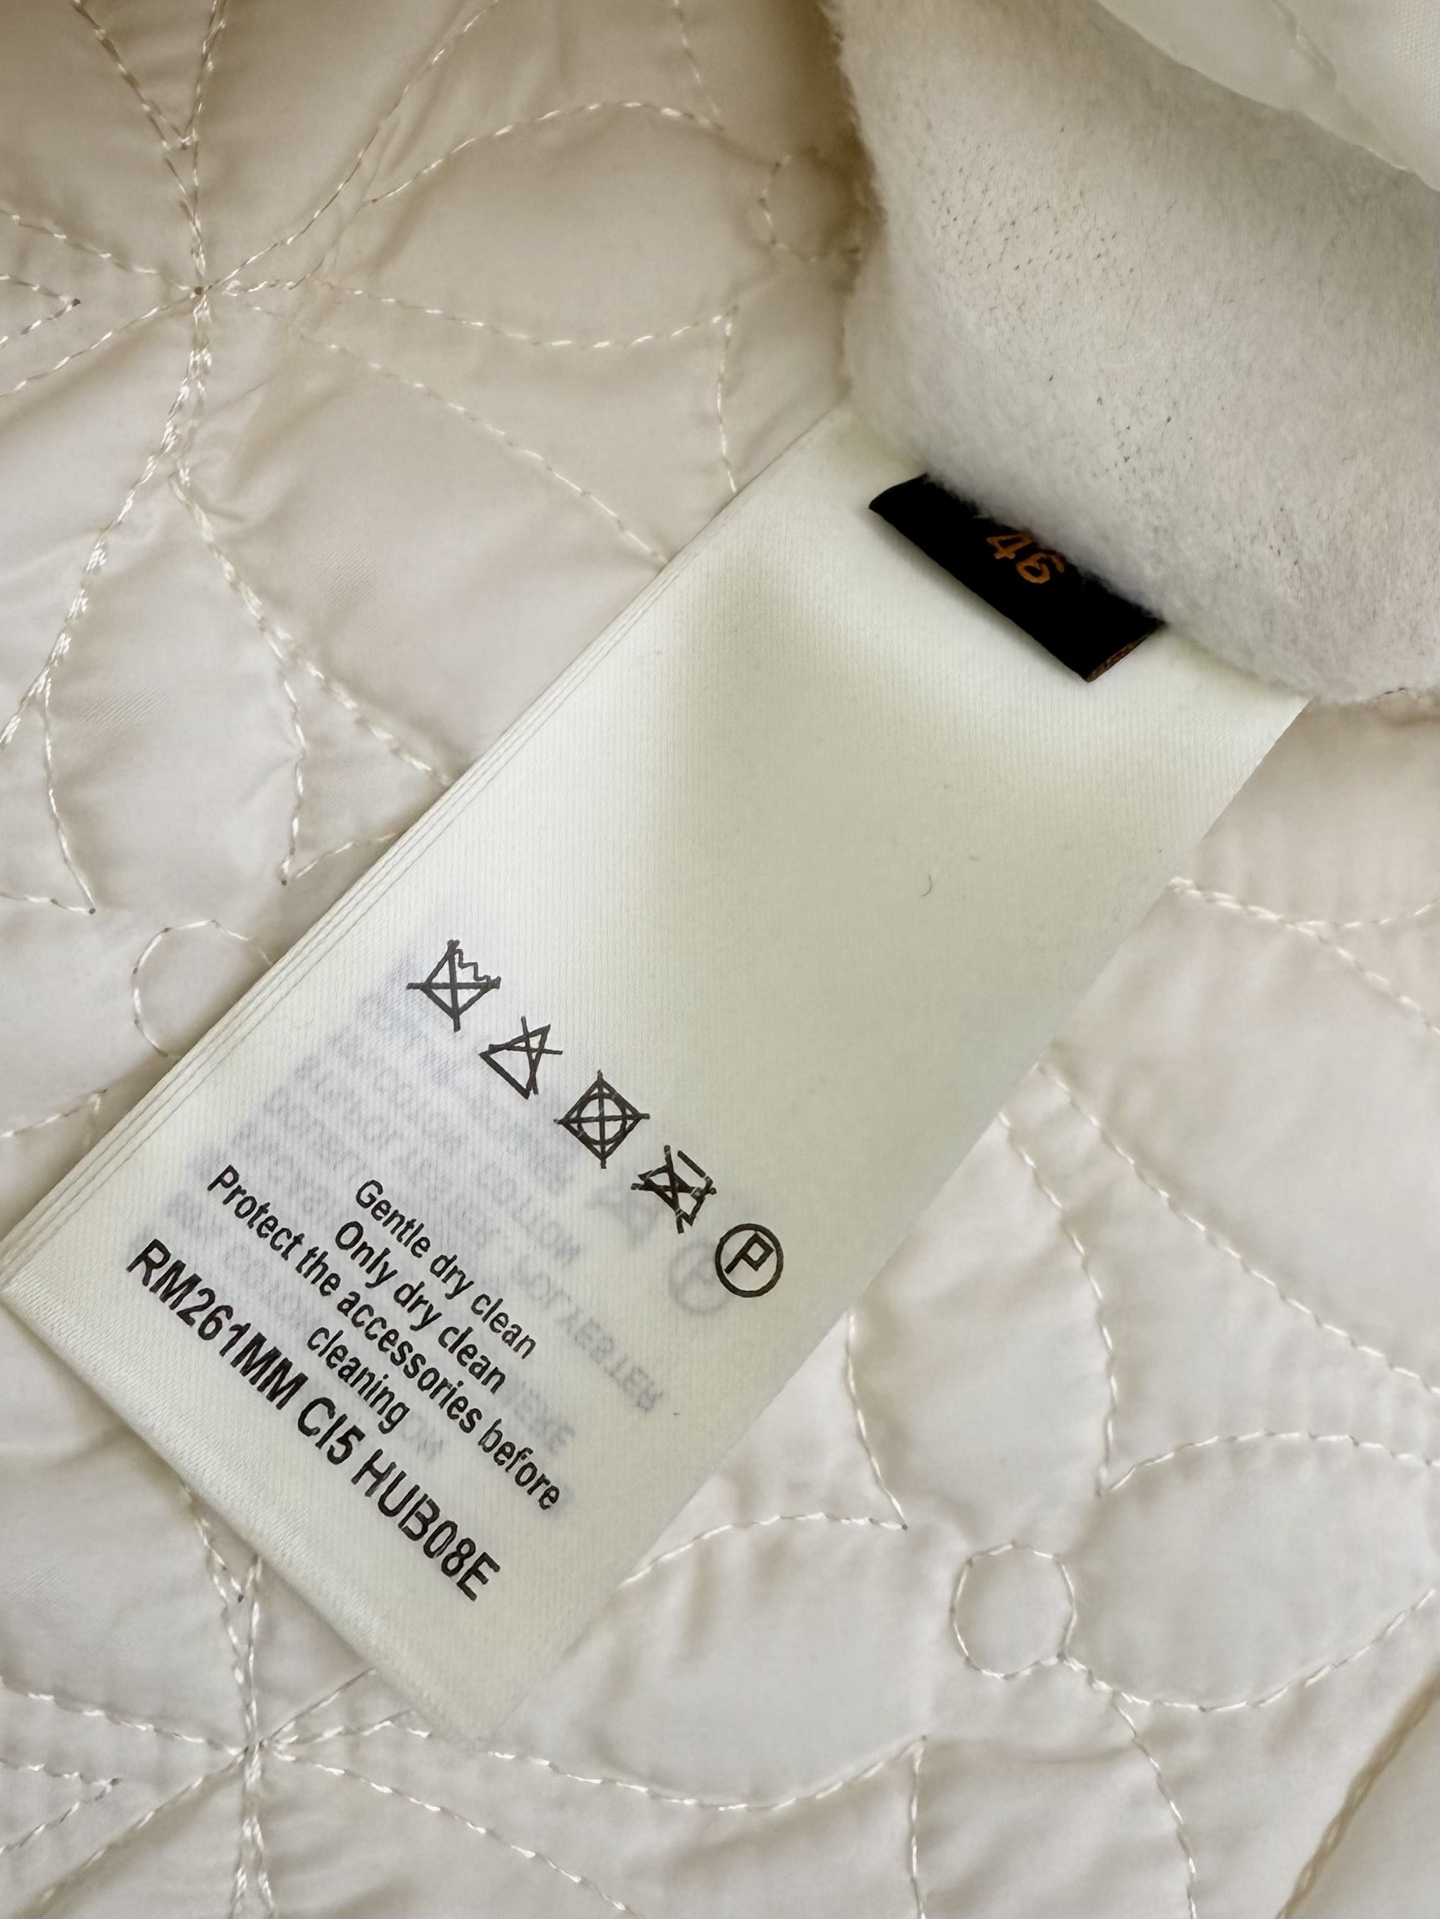 46
P
Gentle dry clean
Only dry clean
Protect the accessories before
cleaning
RM261MM CI5 HUB08E